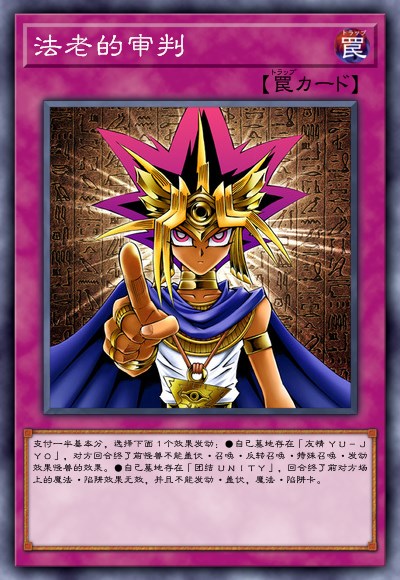 法老的审判
トラップ
罠
トラップ
【罠カード】
支付一半基本分，选择下面1个效果发动：●自己墓地存在「友情 YU－J
YO」，对方回合终了前怪兽不能盖伏·召唤·反转召唤·特殊召唤·发动
效果怪兽的效果。●自己墓地存在「团结 UNITY」，回合终了前对方场
上的魔法·陷阱效果无效，并且不能发动·盖伏，魔法·陷阱卡。